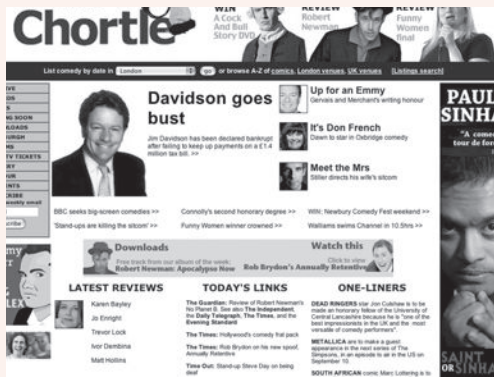 Chortle
WIN
A Cock
And Bull
Story DVD
REVIEW
Robert
Newman
REVIEW
Funny
Women
final
List comedy by date in London go or browse A-Z of comics, London venues, UK venues [Listings search]
Davidson goes
bust
Jim Davidson has been declared bankrupt
after failing to keep up payments on a £1.4
million tax bill. >>
Up for an Emmy
Gervais and Merchant's writing honour
It's Don French
Dawn to star in Oxbridge comedy
Meet the Mrs
Stiller directs his wife's sitcom
BBC seeks big-screen comedies >>
Connolly's second honorary degree >>
WIN: Newbury Comedy Fest weekend >>
'Stand-ups are killing the sitcom' >>
Funny Women winner crowned >>
Walliams swims Channel in 10.5hrs >>
TV TICKETS
weekly email
Downloads
Free track from our album of the week:
Robert Newman: Apocalypse Now
Watch this
Click to view
Rob Brydon's Annually Retentive
LATEST REVIEWS
Karen Bayley
Jo Enright
Trevor Lock
Ivor Dembina
Matt Hollins
TODAY'S LINKS
The Guardian: Review of Robert Newman's
No Planet B. See also The Independent,
the Daily Telegraph, The Times, and the
Evening Standard
The Times: Hollywood's comedy frat pack
The Times: Rob Brydon on his new spoof,
Annually Retentive
Time Out: Stand-up Steve Day on being
deaf
ONE-LINERS
DEAD RINGERS star Jon Culshaw is to be
made an honorary fellow of the University of
Central Lancashire because he is "one of the
best impressionists in the UK and the most
versatile of comedy performers".
METALLICA are to make a guest
appearance in the next series of The
Simpsons, in an episode to air in the US on
September 10.
SOUTH AFRICAN comic Marc Lottering is to
PAUL
SINHA
"A come
tour de for
SAINT
OR SINHA